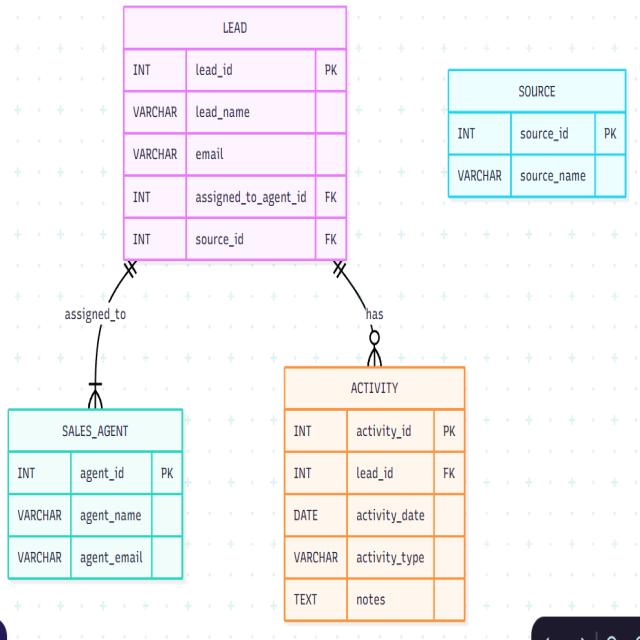 LEAD
INT lead_id PK
VARCHAR lead_name
VARCHAR email
INT assigned_to_agent_id FK
INT source_id FK
SOURCE
INT source_id PK
VARCHAR source_name
assigned_to
has
SALES_AGENT
INT agent_id PK
VARCHAR agent_name
VARCHAR agent_email
ACTIVITY
INT activity_id PK
INT lead_id FK
DATE activity_date
VARCHAR activity_type
TEXT notes